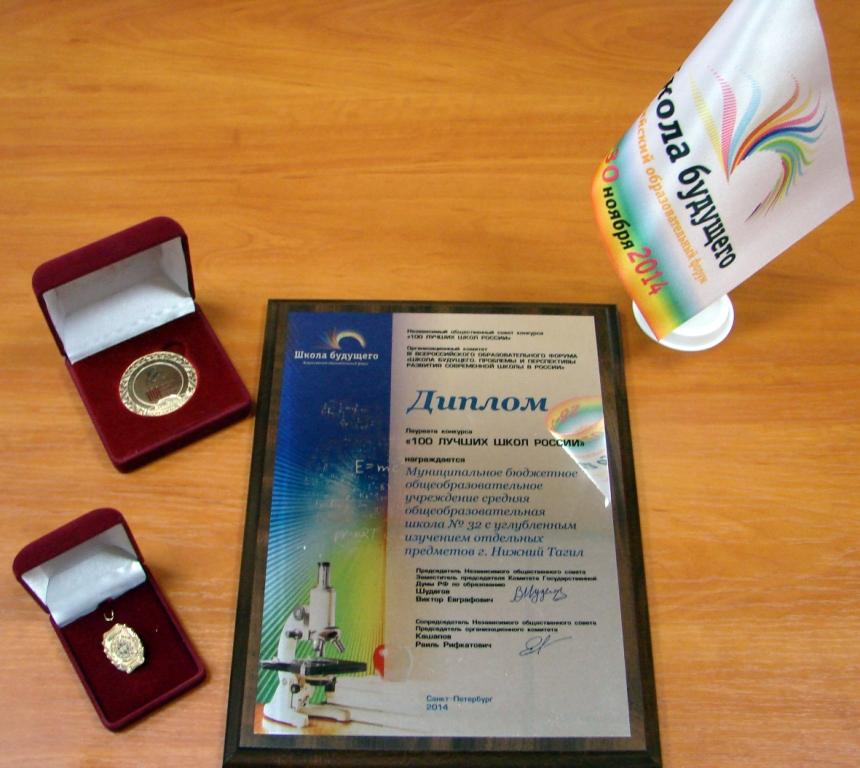 школа будущего
образовательный форум
30 ноября 2014
Школа будущего
Независимый общественный совет конкурса
«100 ЛУЧШИХ ШКОЛ РОССИИ»
Организационный комитет
III ВСЕРОССИЙСКОГО ОБРАЗОВАТЕЛЬНОГО ФОРУМА
«ШКОЛА БУДУЩЕГО. ПРОБЛЕМЫ И ПЕРСПЕКТИВЫ
РАЗВИТИЯ СОВРЕМЕННОЙ ШКОЛЫ В РОССИИ»
Диплом
Лауреата конкурса
«100 ЛУЧШИХ ШКОЛ РОССИИ»
награждается
Муниципальное бюджетное
общеобразовательное
учреждение средняя
общеобразовательная
школа № 32 с углубленным
изучением отдельных
предметов г. Нижний Тагил
E=mc
Председатель Независимого общественного совета
Заместитель председателя Комитета Государственной
Думы РФ по образованию
Шудегов
Виктор Евграфович
Сопредседатель Независимого общественного совета
Председатель организационного комитета
Кашапов
Раиль Рифкатович
Санкт-Петербург
2014